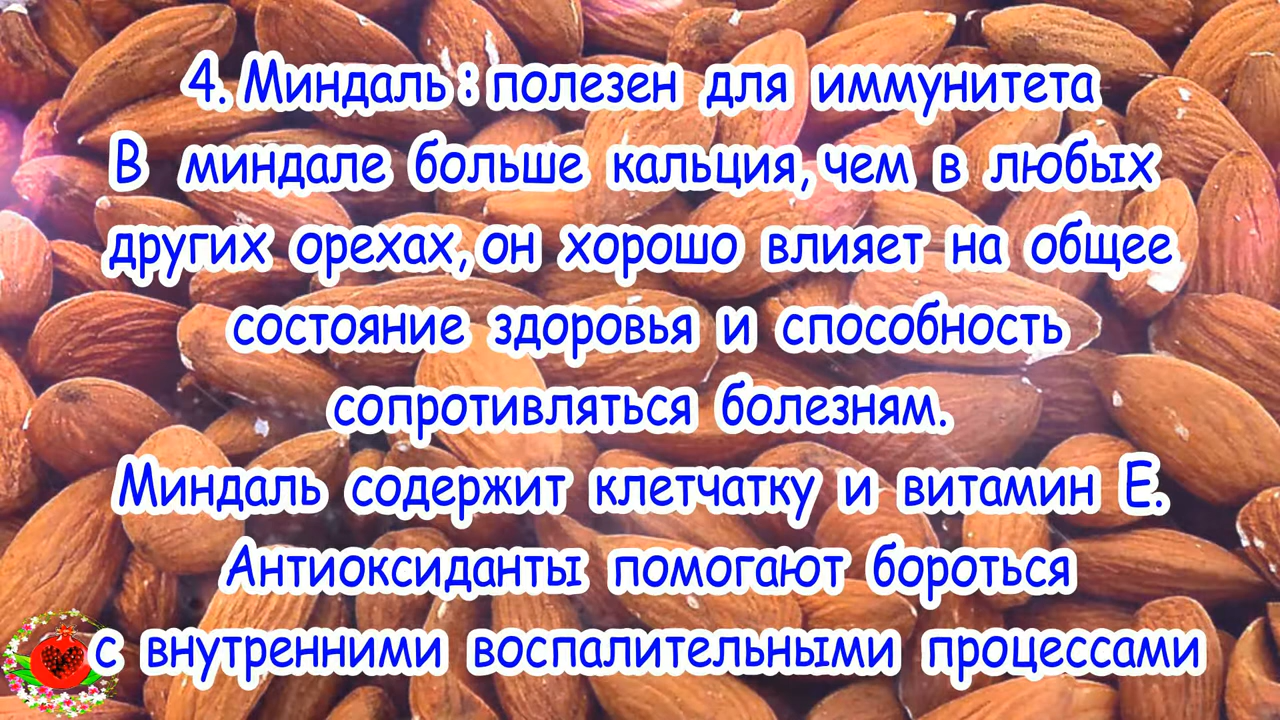 4. Миндаль : полезен для иммунитета
В миндале больше кальция, чем в любых
других орехах, он хорошо влияет на общее
состояние здоровья и способность
сопротивляться болезням.
Миндаль содержит клетчатку и витамин Е.
Антиоксиданты помогают бороться
с внутренними воспалительными процессами